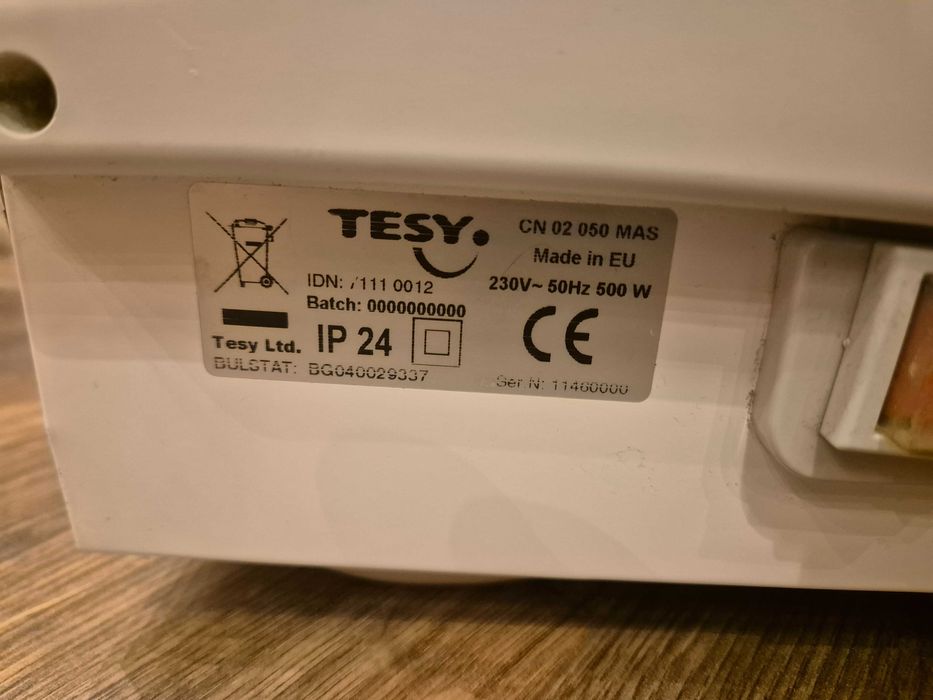 TESY
CN 02 050 MAS
Made in EU
IDN: 111 0012
230V~ 50Hz 500 W
Batch: 0000000000
Tesy Ltd.
IP 24
CE
BULSTAT: BG040029337
Ser.N: 11460000